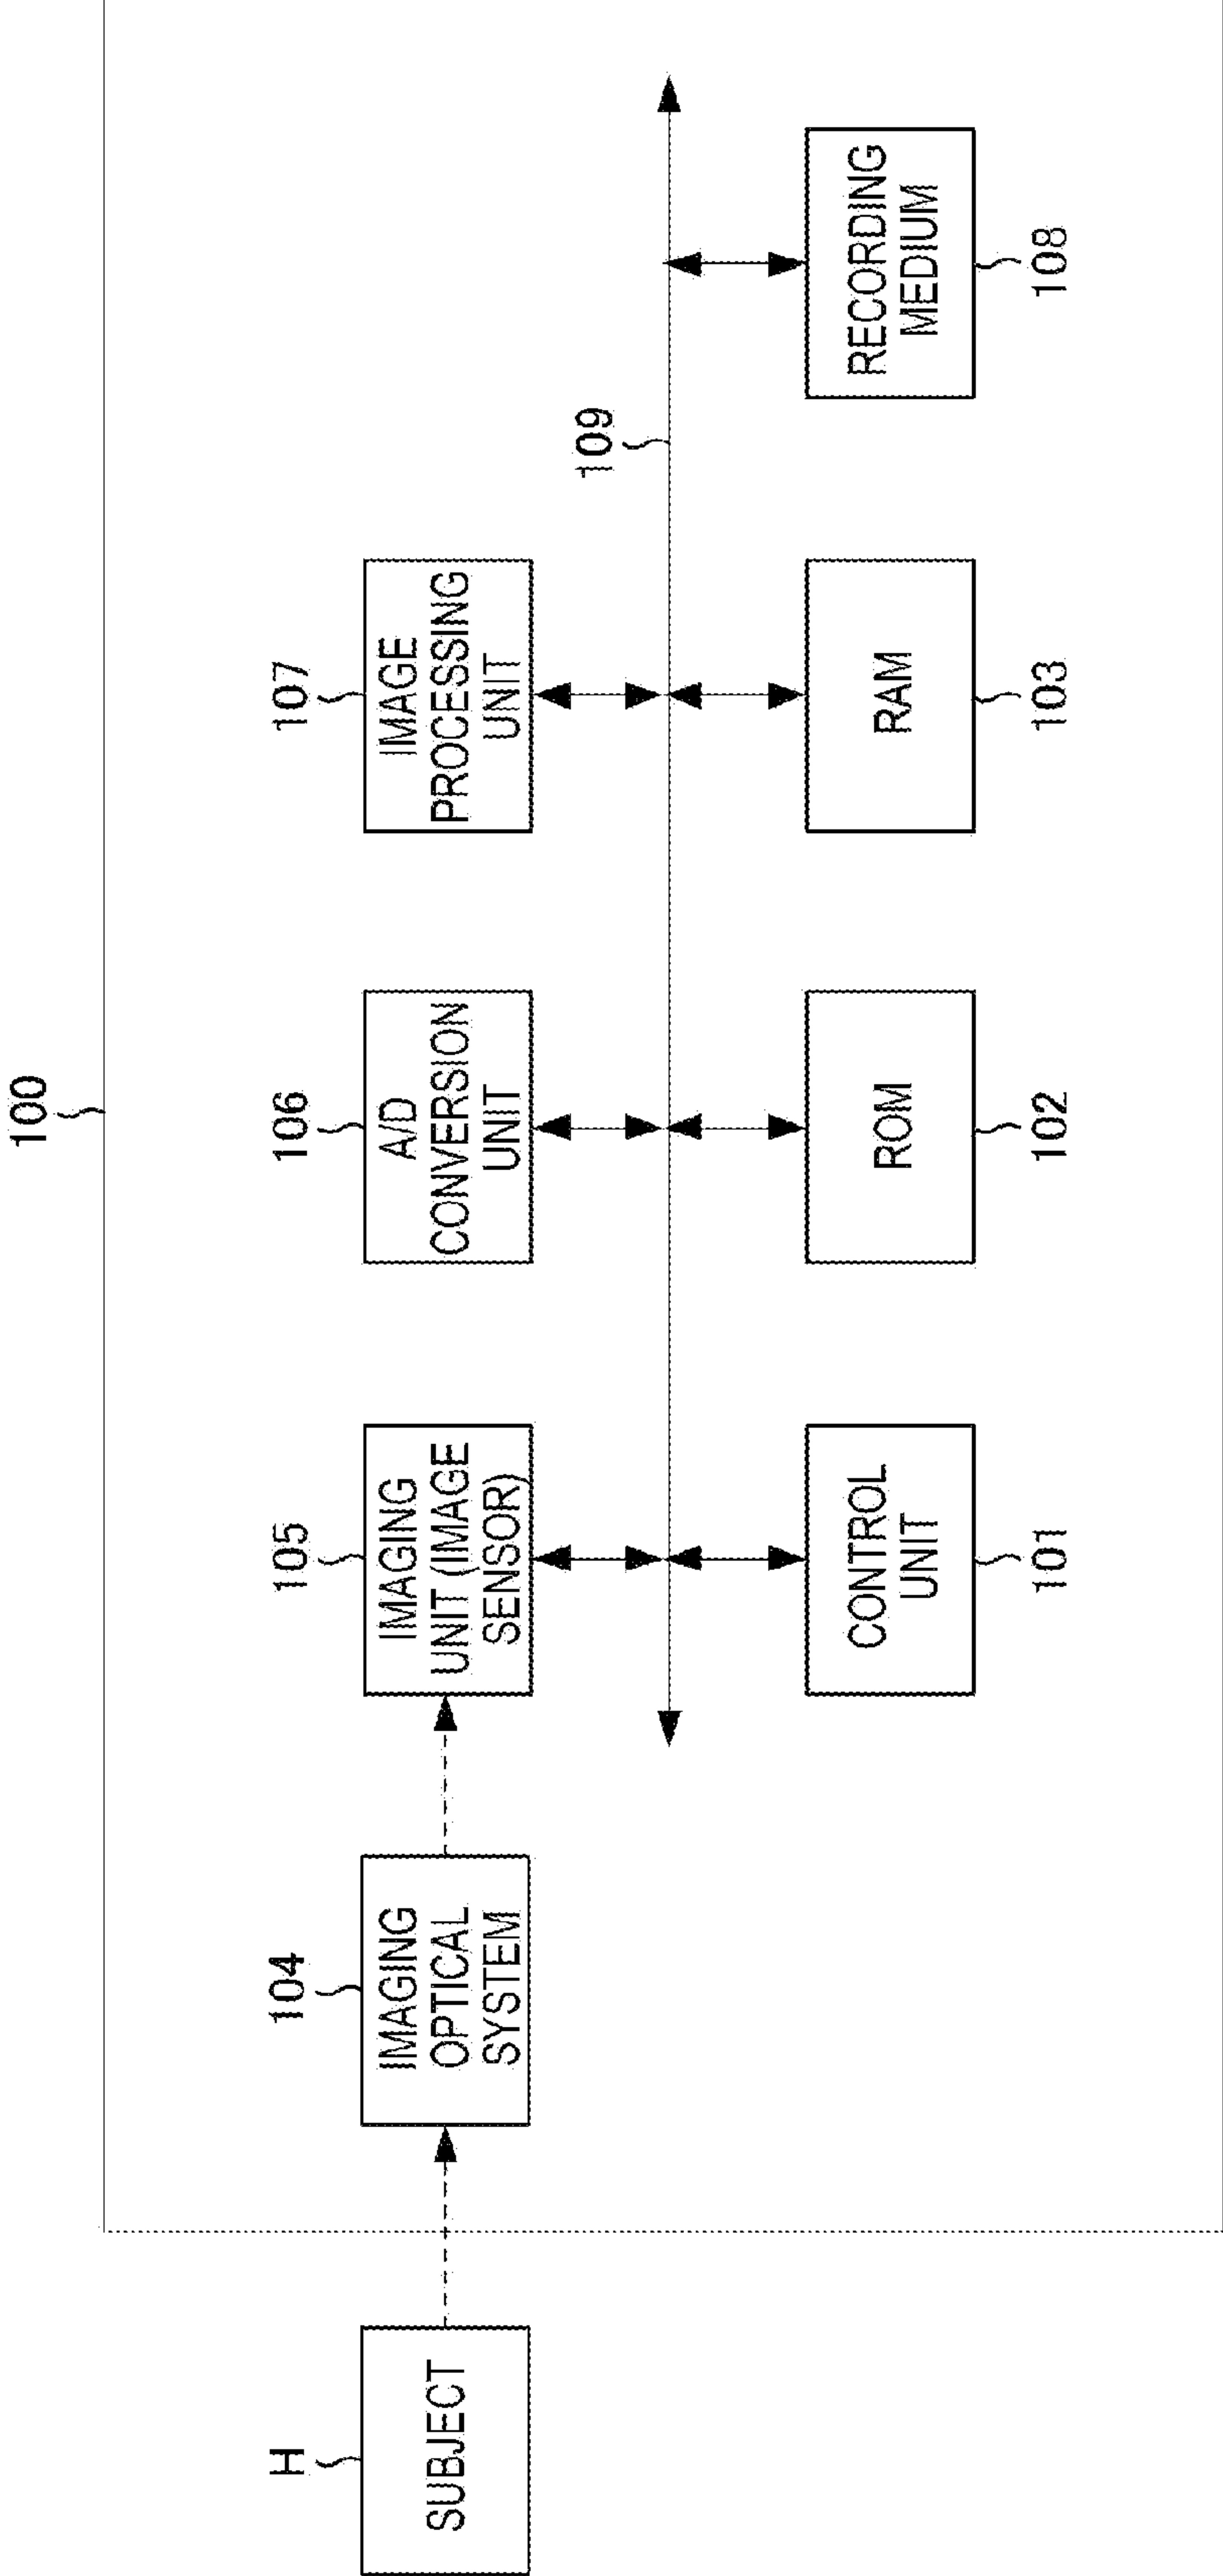 100
H
SUBJECT
104
IMAGING
OPTICAL
SYSTEM
105
IMAGING
UNIT (IMAGE
SENSOR)
106
A/D
CONVERSION
UNIT
107
IMAGE
PROCESSING
UNIT
109
CONTROL
UNIT
101
ROM
102
RAM
103
RECORDING
MEDIUM
108